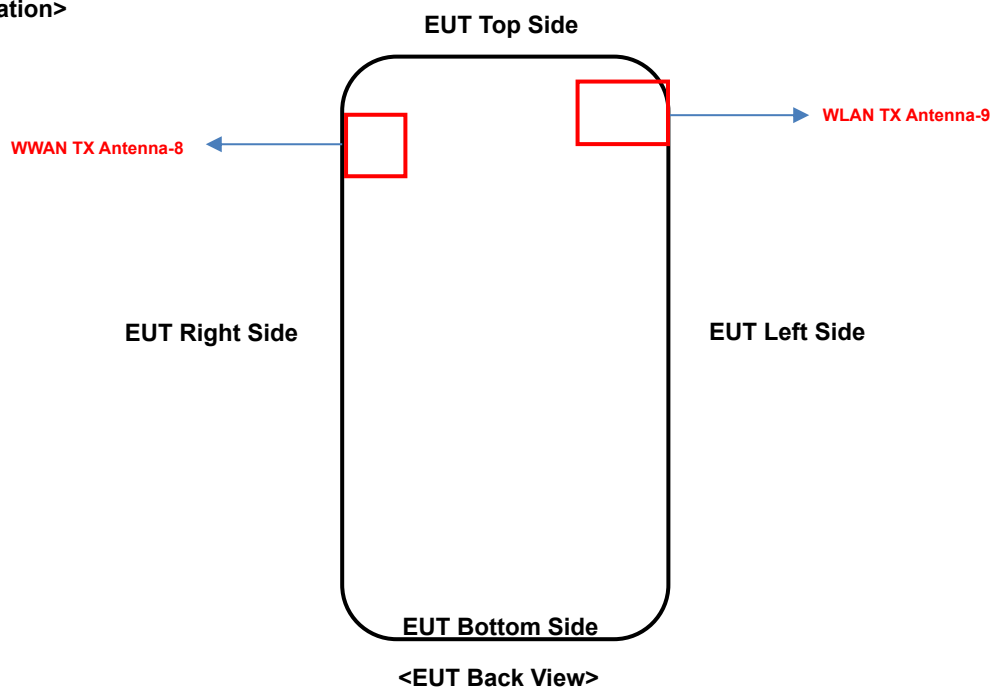 ation>
EUT Top Side
WLAN TX Antenna-9
WWAN TX Antenna-8
EUT Right Side
EUT Left Side
EUT Bottom Side
<EUT Back View>